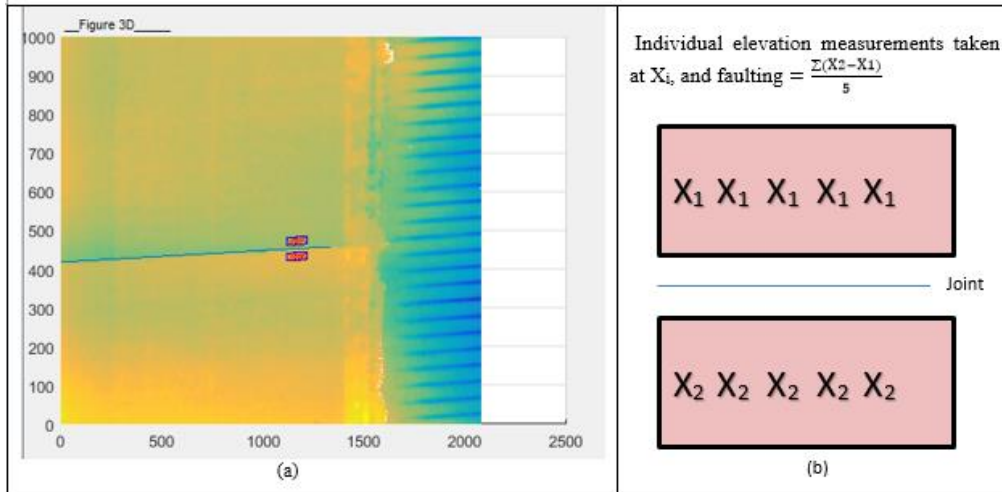 __Figure 3D_____
1000
900
800
700
600
500
400
300
200
100
0
0 500 1000 1500 2000 2500
(a)
Individual elevation measurements taken
at Xᵢ, and faulting = Σ(X2−X1)/5
X₁ X₁ X₁ X₁ X₁
Joint
X₂ X₂ X₂ X₂ X₂
(b)